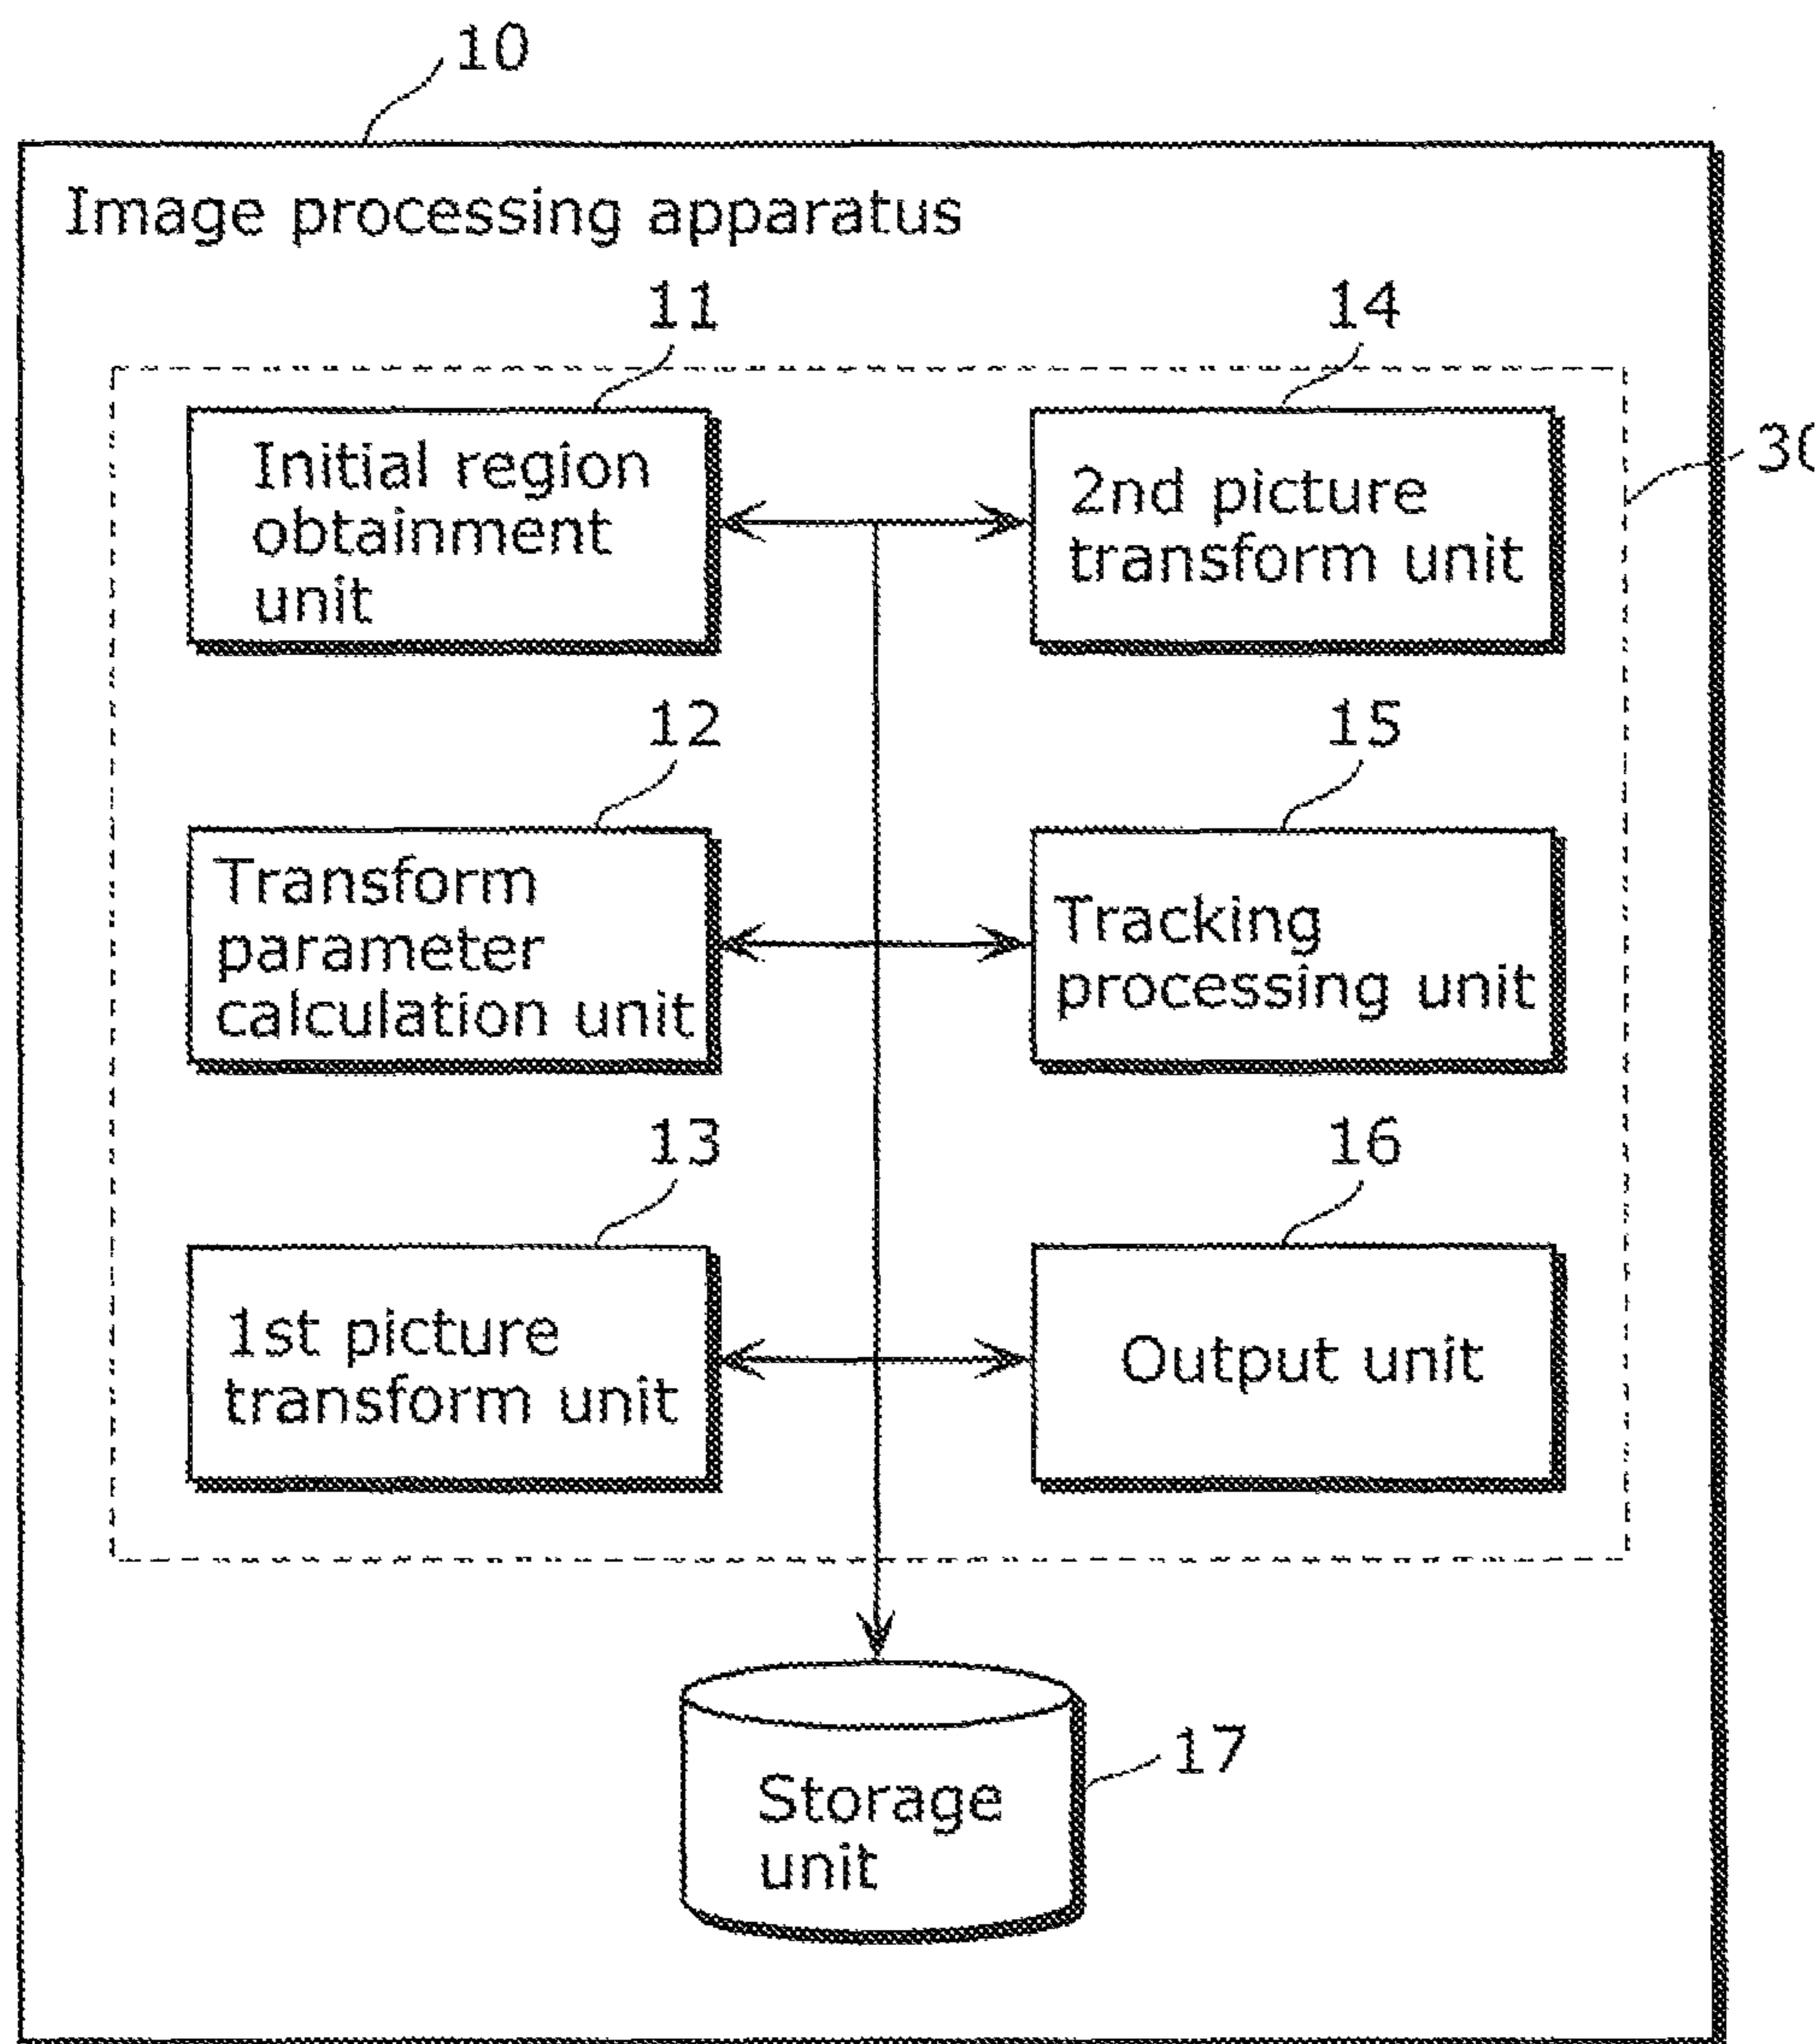 10
Image processing apparatus
11
14
Initial region
obtainment
unit
2nd picture
transform unit
12
15
Transform
parameter
calculation unit
Tracking
processing unit
13
16
1st picture
transform unit
Output unit
17
Storage
unit